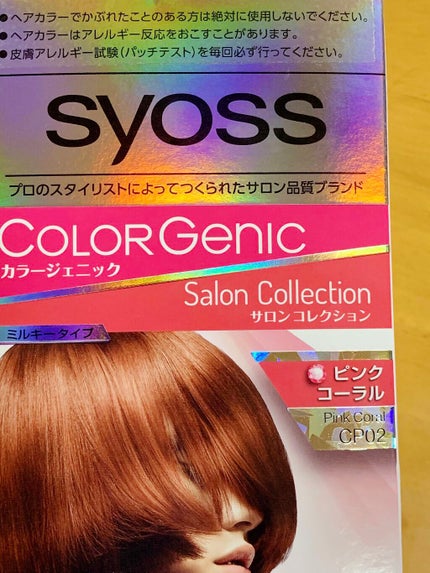 ●ヘアカラーでかぶれたことのある方は絶対に使用しないでください。
●ヘアカラーはアレルギー反応をおこすことがあります。
●皮膚アレルギー試験(パッチテスト)を毎回必ず行ってください。
syoss
プロのスタイリストによってつくられたサロン品質ブランド
COLORGENIC
カラージェニック
Salon Collection
サロンコレクション
ミルキータイプ
ピンク
コーラル
Pink Coral
CP02